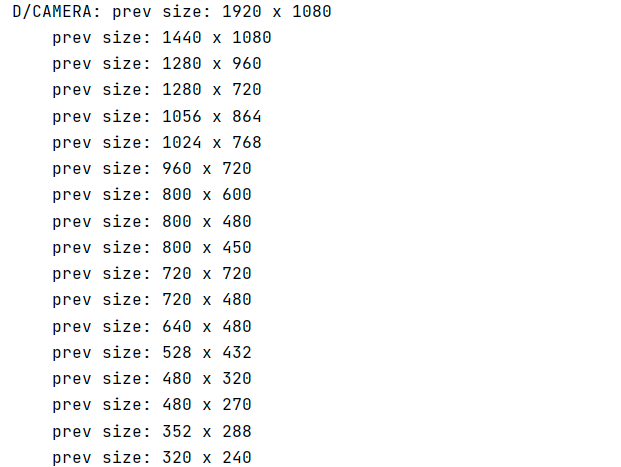 D/CAMERA: prev size: 1920 x 1080
prev size: 1440 x 1080
prev size: 1280 x 960
prev size: 1280 x 720
prev size: 1056 x 864
prev size: 1024 x 768
prev size: 960 x 720
prev size: 800 x 600
prev size: 800 x 480
prev size: 800 x 450
prev size: 720 x 720
prev size: 720 x 480
prev size: 640 x 480
prev size: 528 x 432
prev size: 480 x 320
prev size: 480 x 270
prev size: 352 x 288
prev size: 320 x 240